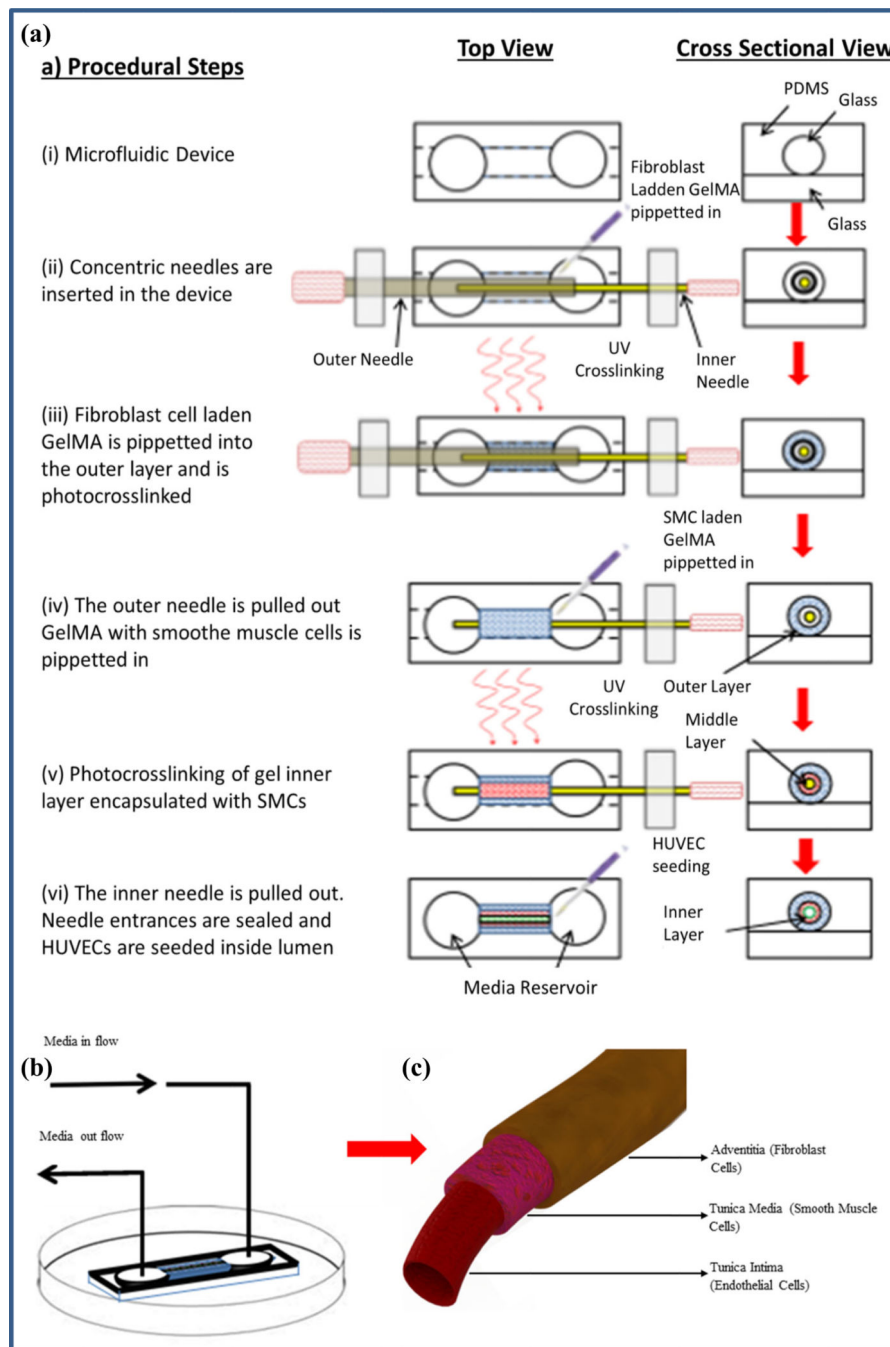 (a)
a) Procedural Steps
Top View
Cross Sectional View
PDMS
Glass
(i) Microfluidic Device
Fibroblast
Ladden GelMA
pippetted in
Glass
(ii) Concentric needles are
inserted in the device
Outer Needle
UV
Crosslinking
Inner
Needle
(iii) Fibroblast cell laden
GelMA is pippetted into
the outer layer and is
photocrosslinked
SMC laden
GelMA
pippetted in
(iv) The outer needle is pulled out
GelMA with smoothe muscle cells is
pippetted in
UV
Crosslinking
Outer Layer
Middle
Layer
(v) Photocrosslinking of gel inner
layer encapsulated with SMCs
HUVEC
seeding
(vi) The inner needle is pulled out.
Needle entrances are sealed and
HUVECs are seeded inside lumen
Inner
Layer
Media Reservoir
(b)
Media in flow
Media out flow
(c)
Adventitia (Fibroblast
Cells)
Tunica Media (Smooth Muscle
Cells)
Tunica Intima
(Endothelial Cells)